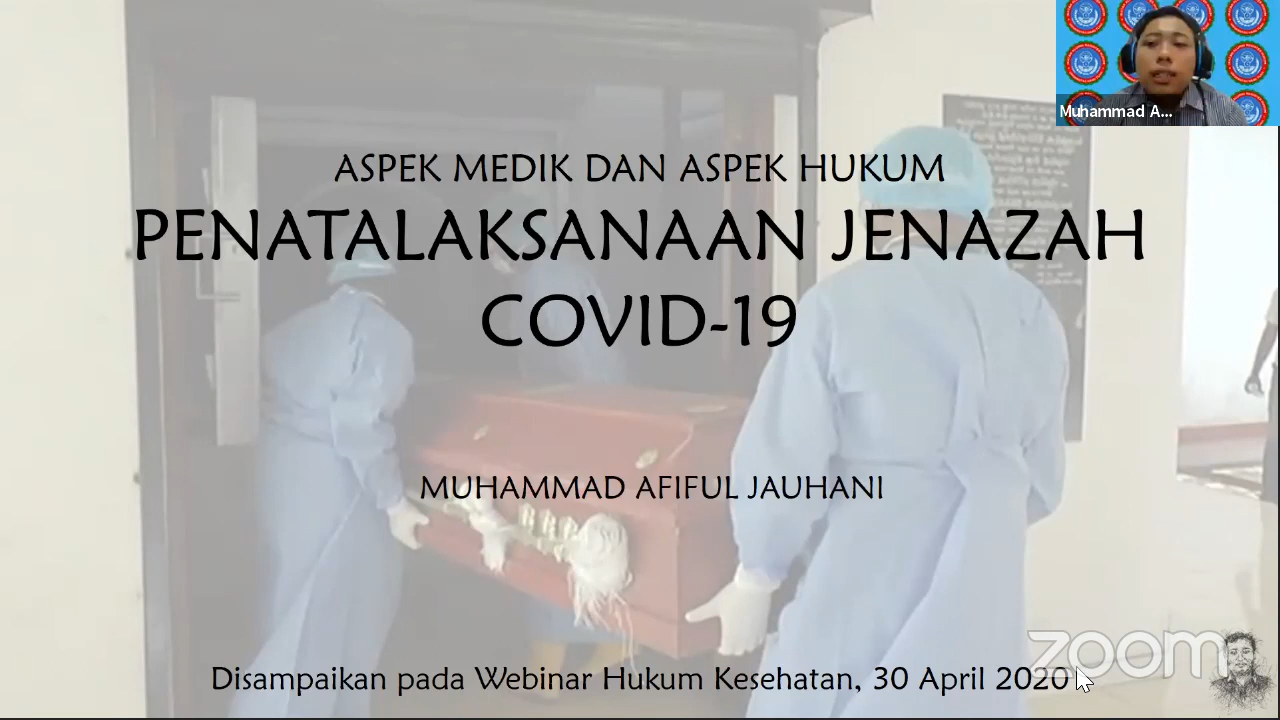 Muhammad A...
ASPEK MEDIK DAN ASPEK HUKUM
PENATALAKSANAAN JENAZAH
COVID-19
MUHAMMAD AFIFUL JAUHANI
Disampaikan pada Webinar Hukum Kesehatan, 30 April 2020
zoom